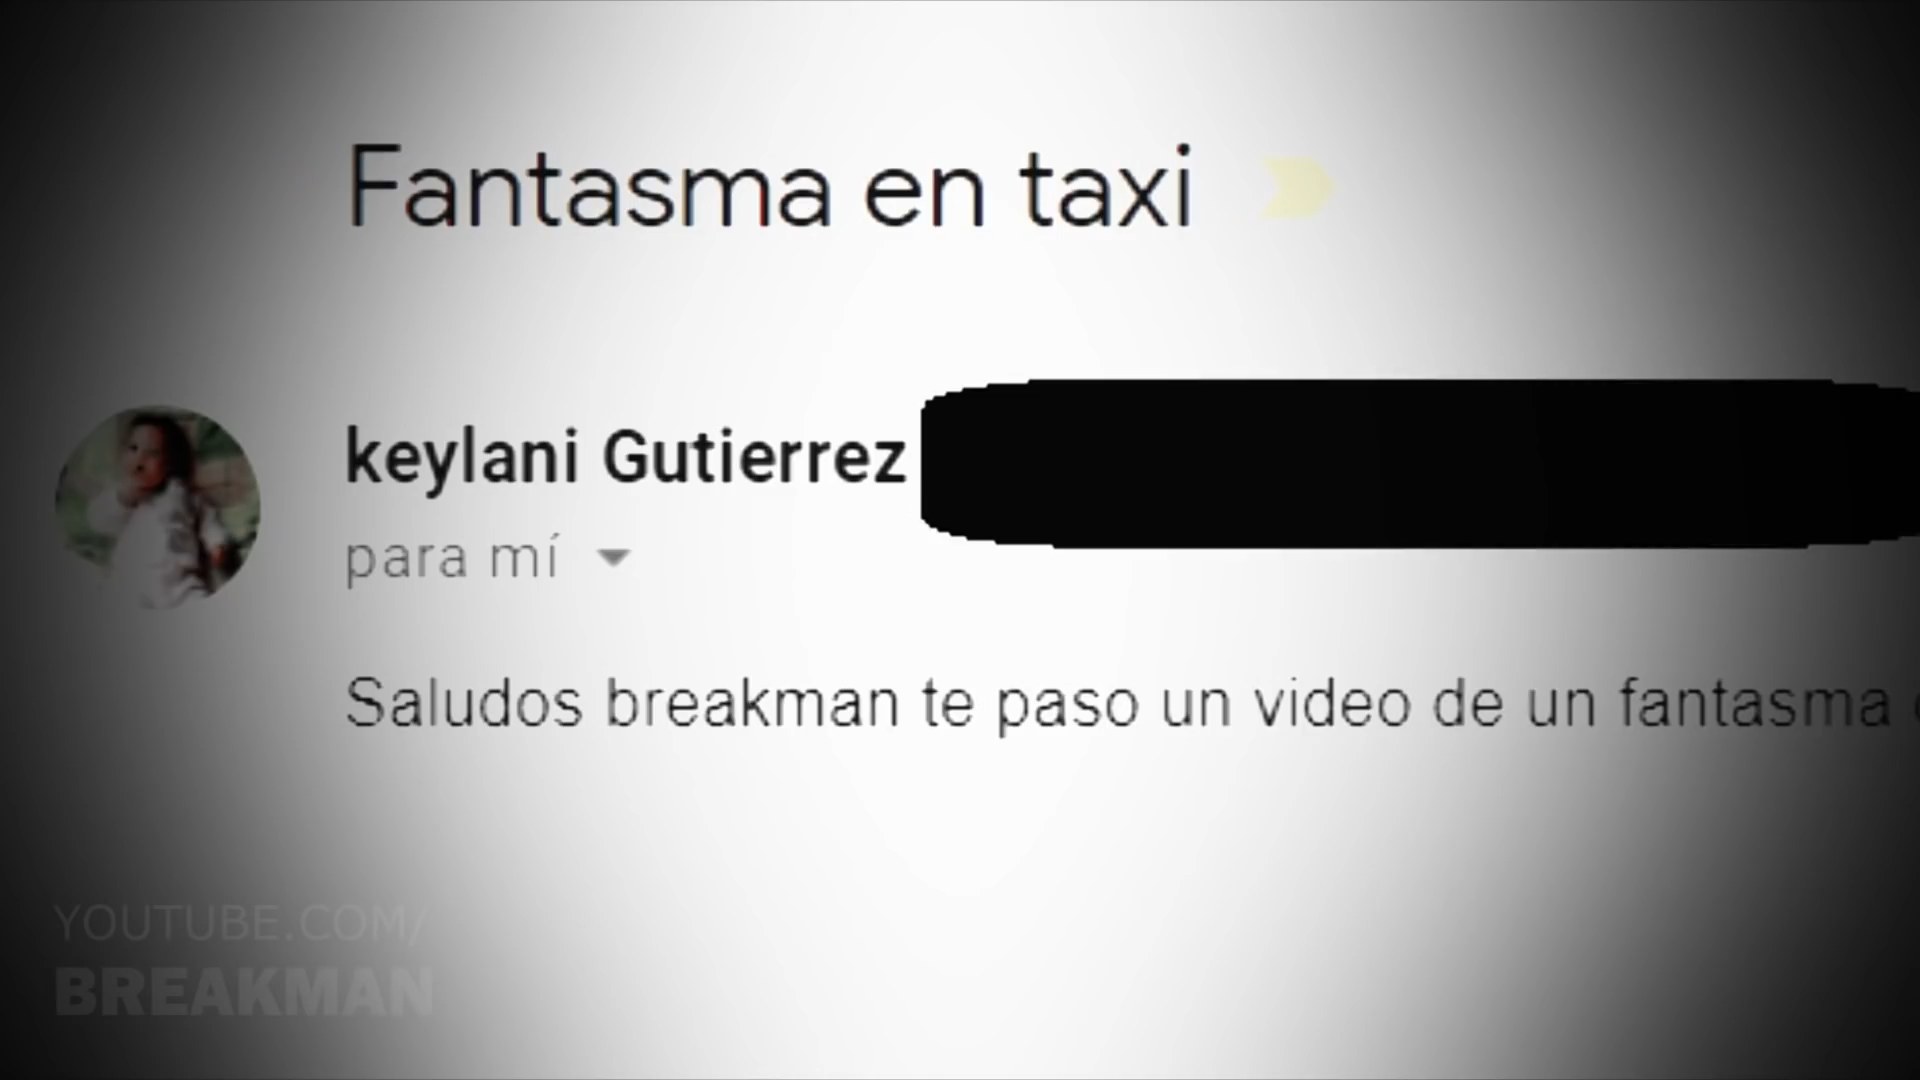 Fantasma en taxi
keylani Gutierrez
para mí
Saludos breakman te paso un video de un fantasma
YOUTUBE.COM/
BREAKMAN